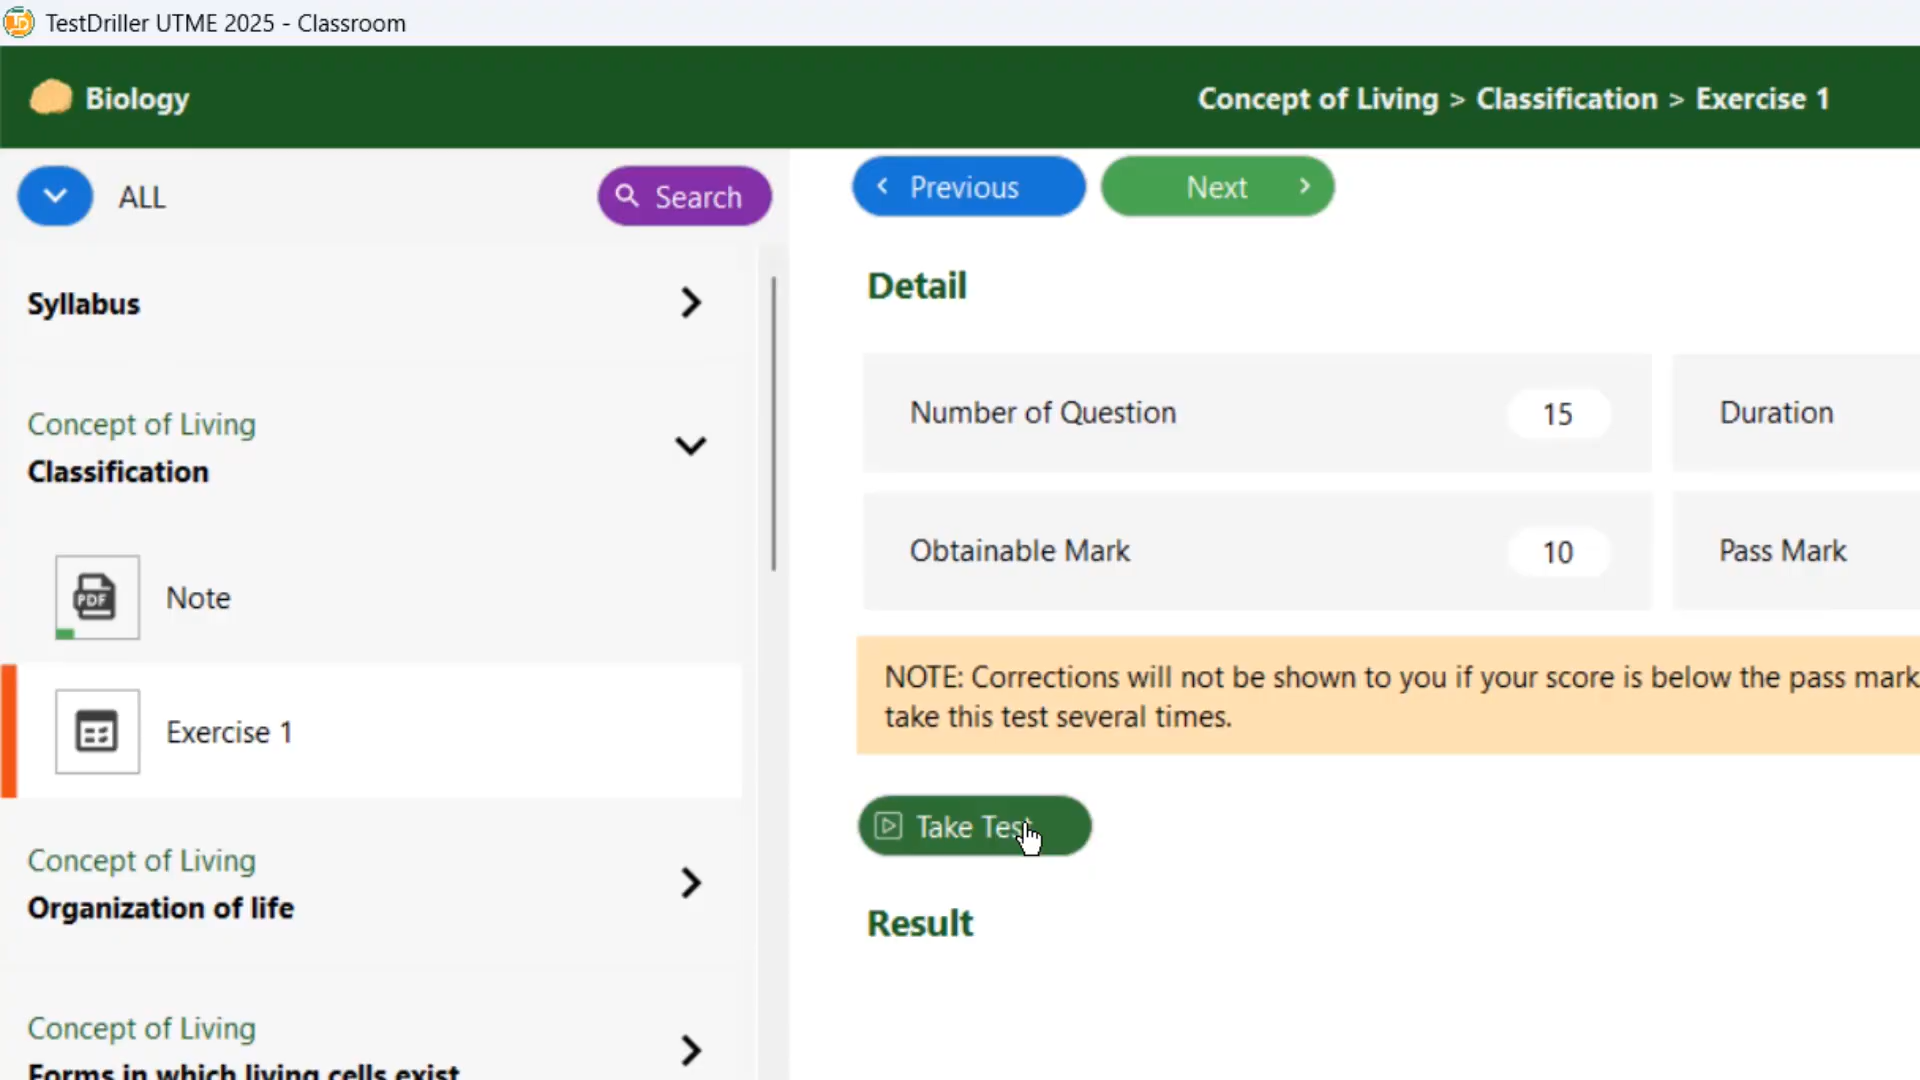 TestDriller UTME 2025 - Classroom
Biology
Concept of Living > Classification > Exercise 1
ALL
Search
Previous
Next
Syllabus
Concept of Living
Classification
PDF
Note
Exercise 1
Concept of Living
Organization of life
Concept of Living
Forms in which living cells exist
Detail
Number of Question 15
Duration
Obtainable Mark 10
Pass Mark
NOTE: Corrections will not be shown to you if your score is below the pass mark
take this test several times.
Take Test
Result